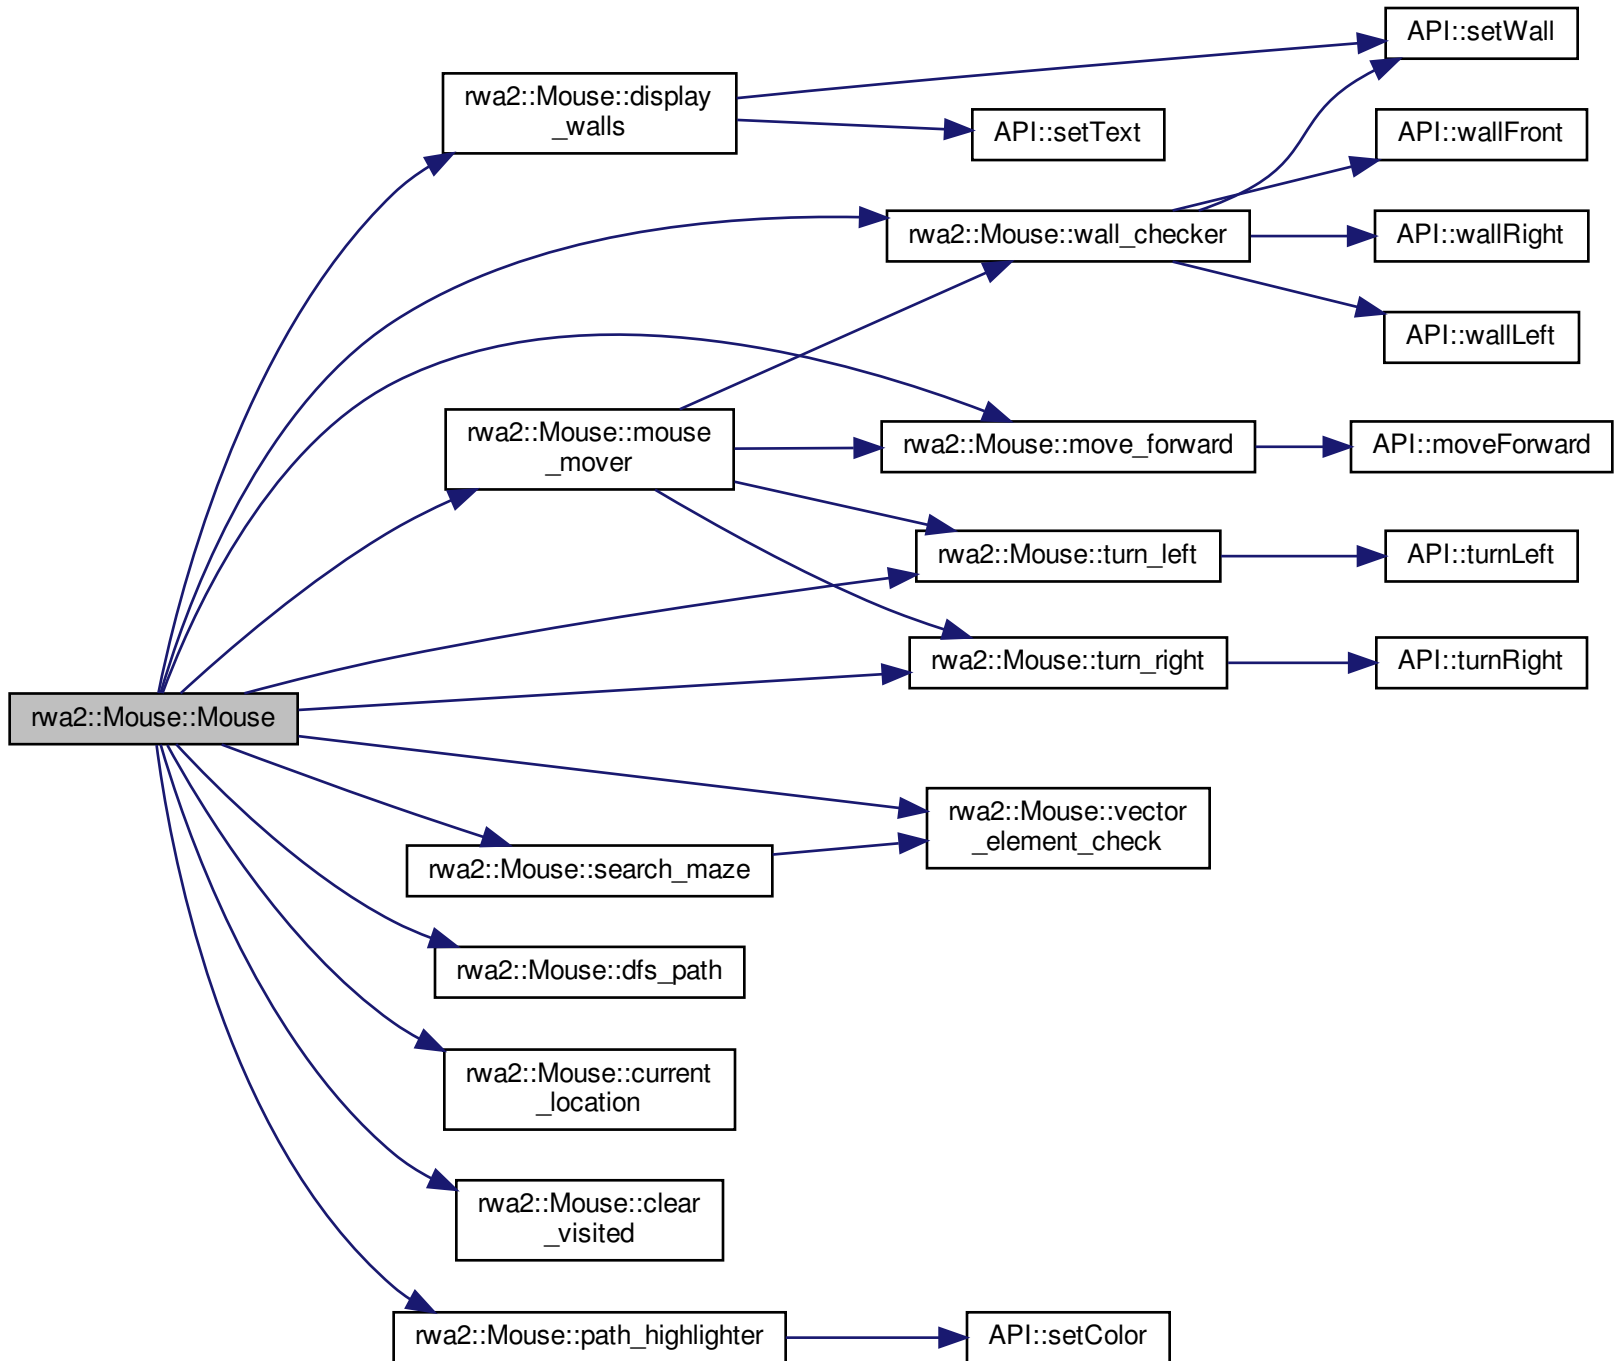 API::setWall
rwa2::Mouse::display
_walls
API::setText
API::wallFront
rwa2::Mouse::wall_checker
API::wallRight
API::wallLeft
rwa2::Mouse::mouse
_mover
rwa2::Mouse::move_forward
API::moveForward
rwa2::Mouse::turn_left
API::turnLeft
rwa2::Mouse::turn_right
API::turnRight
rwa2::Mouse::Mouse
rwa2::Mouse::vector
_element_check
rwa2::Mouse::search_maze
rwa2::Mouse::dfs_path
rwa2::Mouse::current
_location
rwa2::Mouse::clear
_visited
rwa2::Mouse::path_highlighter
API::setColor